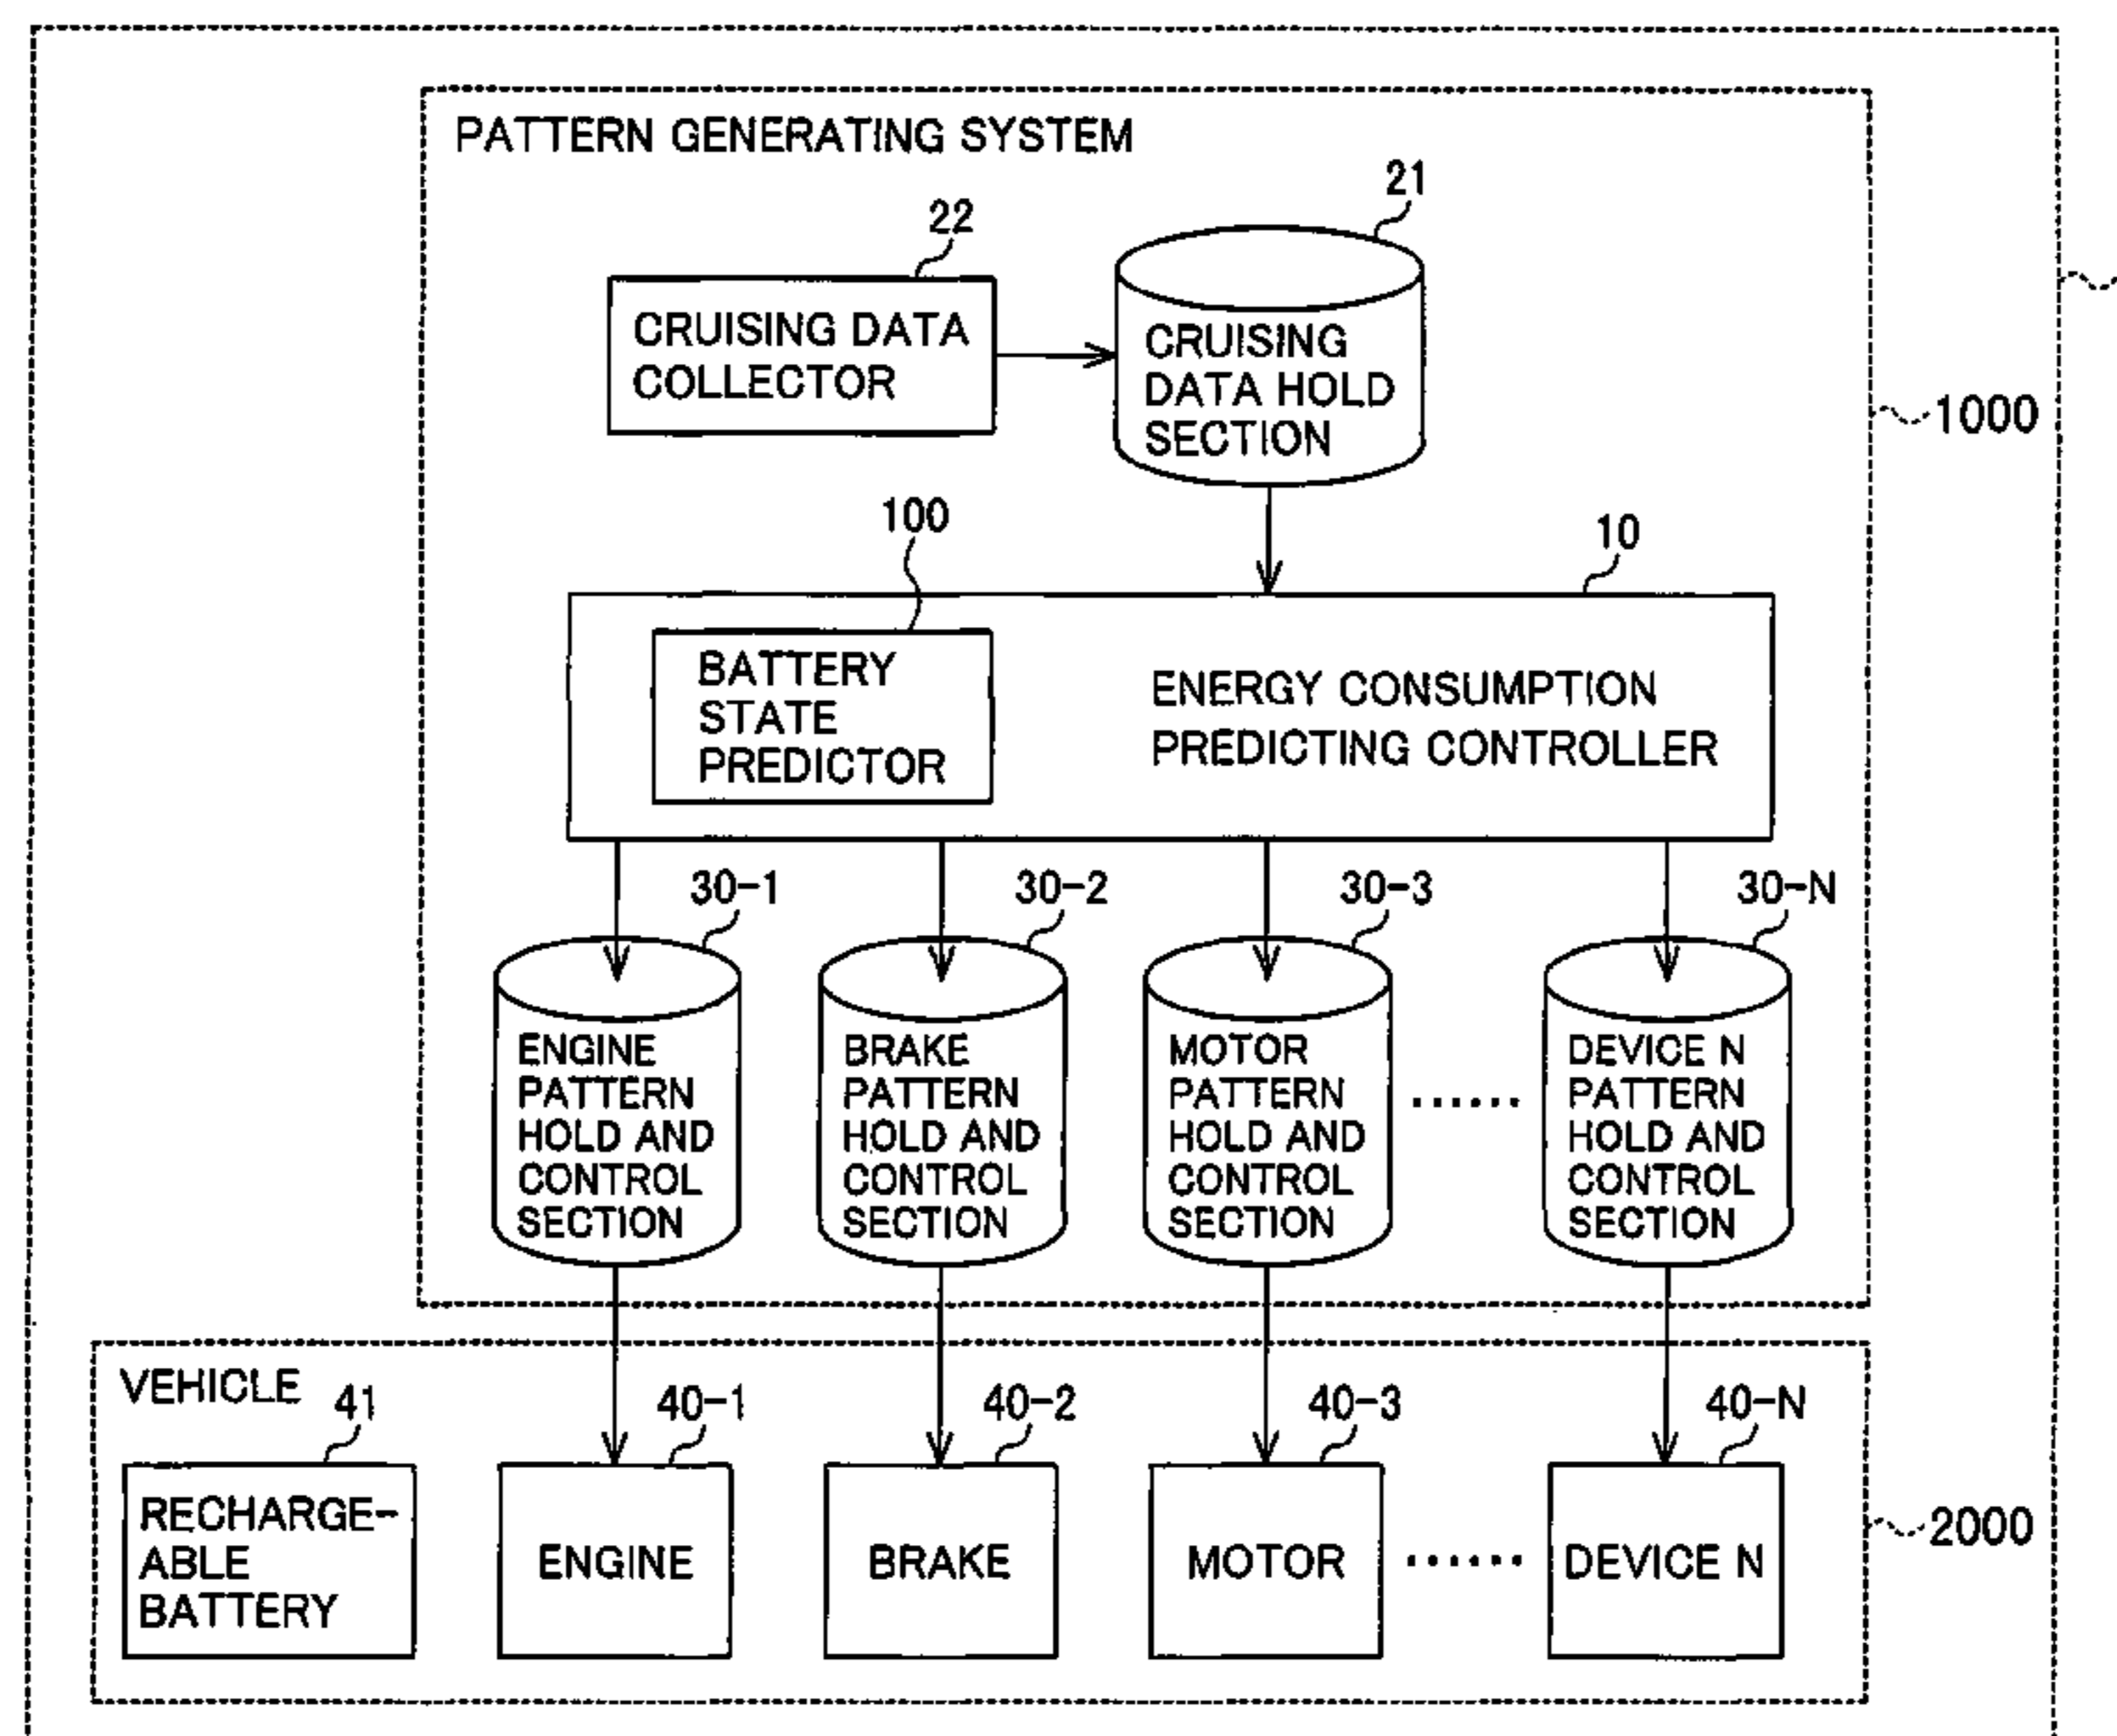 PATTERN GENERATING SYSTEM
21
22
CRUISING DATA
COLLECTOR
CRUISING
DATA HOLD
SECTION
1000
100
10
BATTERY
STATE
PREDICTOR
ENERGY CONSUMPTION
PREDICTING CONTROLLER
30-1
30-2
30-3
30-N
ENGINE
PATTERN
HOLD AND
CONTROL
SECTION
BRAKE
PATTERN
HOLD AND
CONTROL
SECTION
MOTOR
PATTERN
HOLD AND
CONTROL
SECTION
......
DEVICE N
PATTERN
HOLD AND
CONTROL
SECTION
VEHICLE
41
40-1
40-2
40-3
40-N
RECHARGE-
ABLE
BATTERY
ENGINE
BRAKE
MOTOR
......
DEVICE N
2000